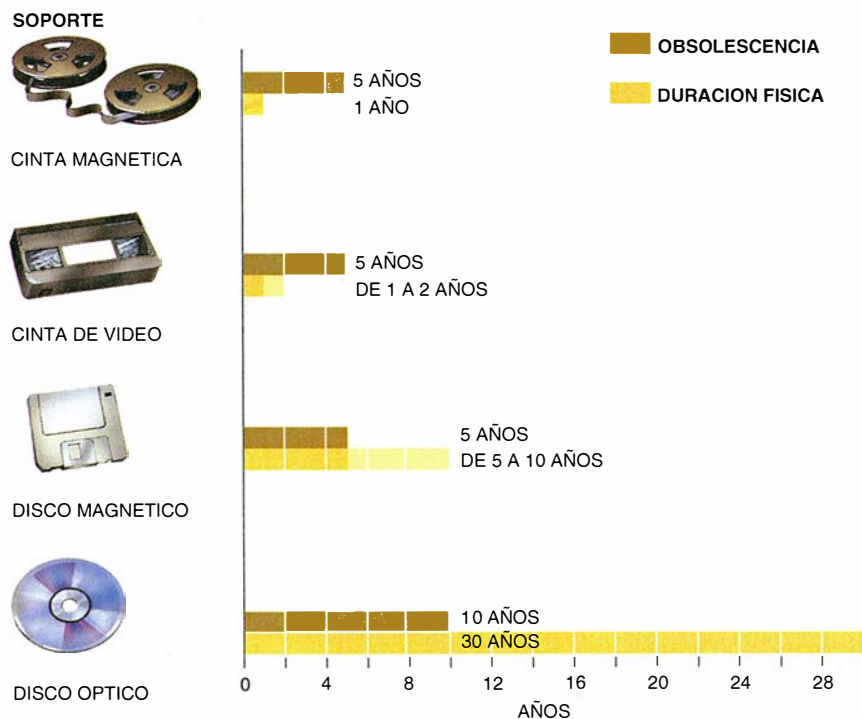 SOPORTE
OBSOLESCENCIA
DURACION FISICA
5 AÑOS
1 AÑO
CINTA MAGNETICA
5 AÑOS
DE 1 A 2 AÑOS
CINTA DE VIDEO
5 AÑOS
DE 5 A 10 AÑOS
DISCO MAGNETICO
10 AÑOS
30 AÑOS
DISCO OPTICO
0 4 8 12 16 20 24 28
AÑOS